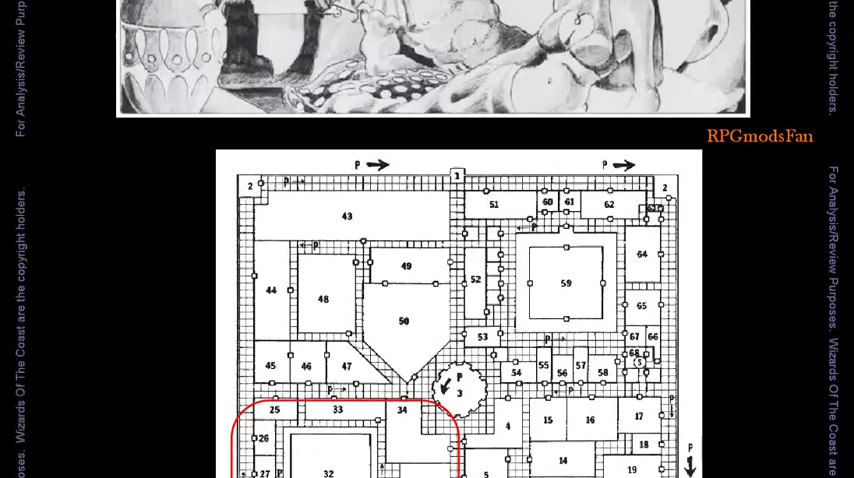 For Analysis/Review Purp
the copyright holders.
RPGmodsFan
oses. Wizards Of The Coast are the copyright holders.
For Analysis/Review Purposes. Wizards Of The Coast are the
P
P
1
2
P
2
51
60
61
62
63
43
P
P
49
52
59
64
44
48
50
65
53
P
67
66
68
S
45
46
47
54
55
56
57
58
P
3
P
P
P
25
33
34
4
15
16
17
26
18
P
14
32
19
27
P
5